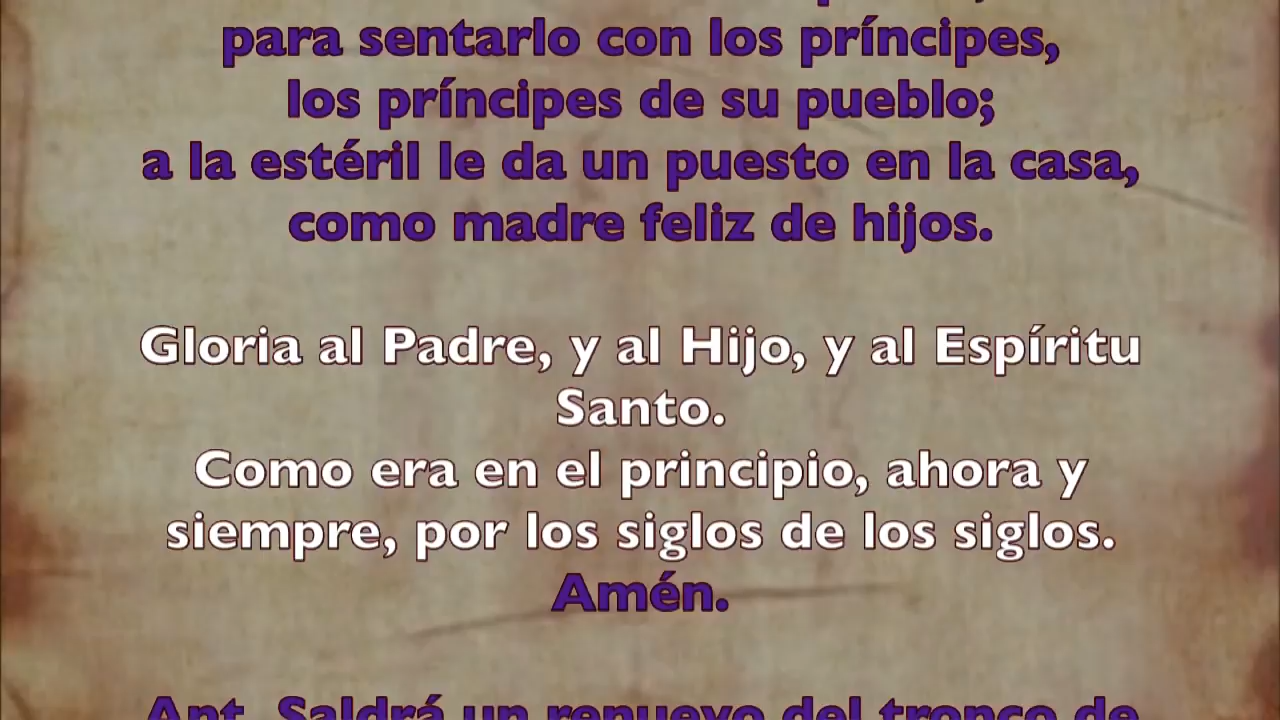 para sentarlo con los príncipes,
los príncipes de su pueblo;
a la estéril le da un puesto en la casa,
como madre feliz de hijos.
Gloria al Padre, y al Hijo, y al Espíritu
Santo.
Como era en el principio, ahora y
siempre, por los siglos de los siglos.
Amén.
Ant. Saldrá un renuevo del tronco de